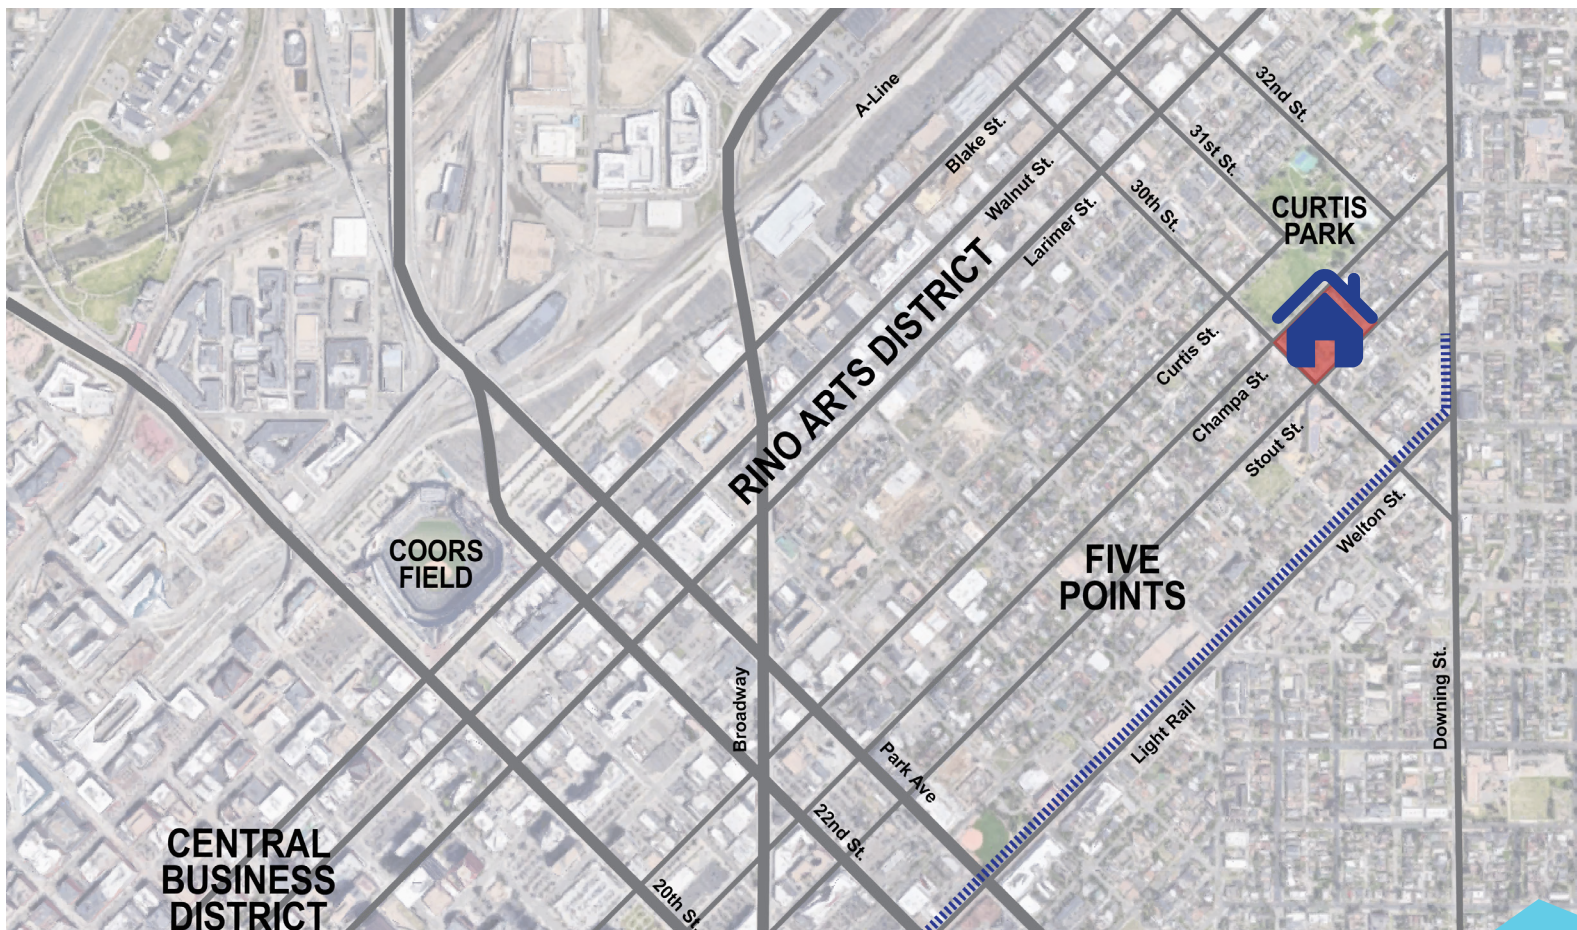 A-Line
32nd St.
Blake St.
31st St.
Walnut St.
30th St.
CURTIS
PARK
Larimer St.
RINO ARTS DISTRICT
Curtis St.
Champa St.
Stout St.
Welton St.
COORS
FIELD
FIVE
POINTS
Broadway
Downing St.
Light Rail
Park Ave
22nd St.
CENTRAL
BUSINESS
DISTRICT
20th St.